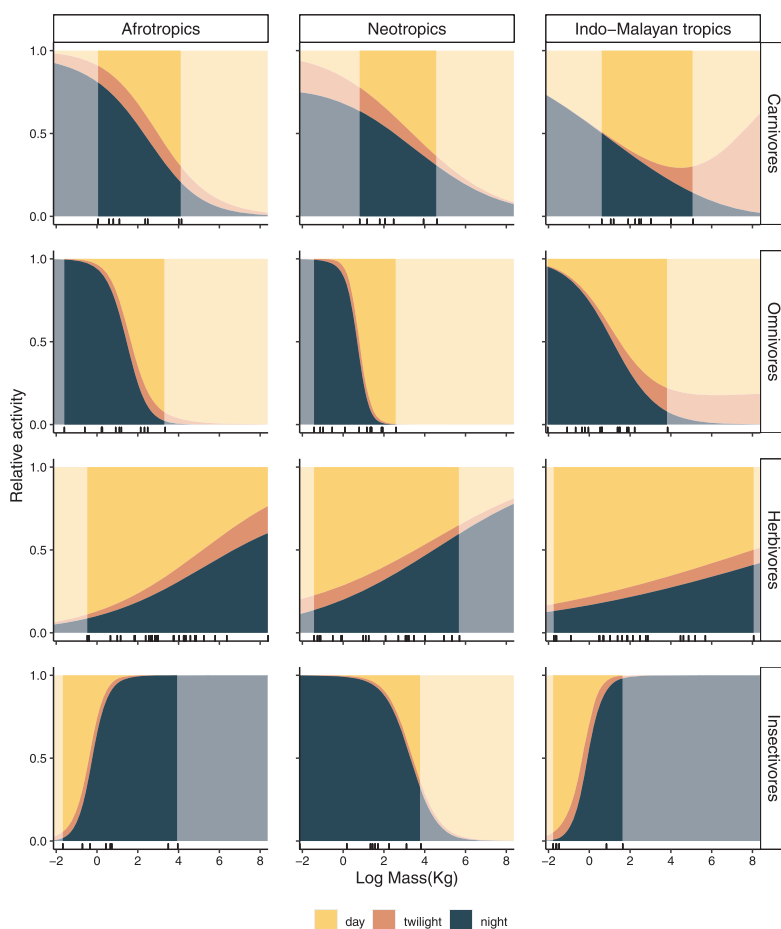 Afrotropics Neotropics Indo−Malayan tropics
1.0
0.5
0.0
Carnivores
1.0
0.5
0.0
Omnivores
1.0
0.5
0.0
Herbivores
1.0
0.5
0.0
Insectivores
Relative activity
−2 0 2 4 6 8 −2 0 2 4 6 8 −2 0 2 4 6 8
Log Mass(Kg)
day twilight night